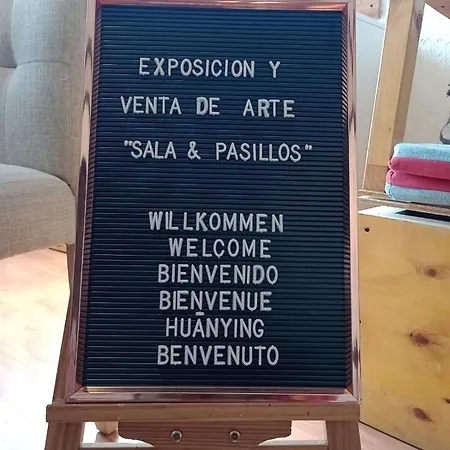 EXPOSICION Y
VENTA DE ARTE
"SALA & PASILLOS"
WILLKOMMEN
WELCOME
BIENVENIDO
BIENVENUE
HUĀNYING
BENVENUTO